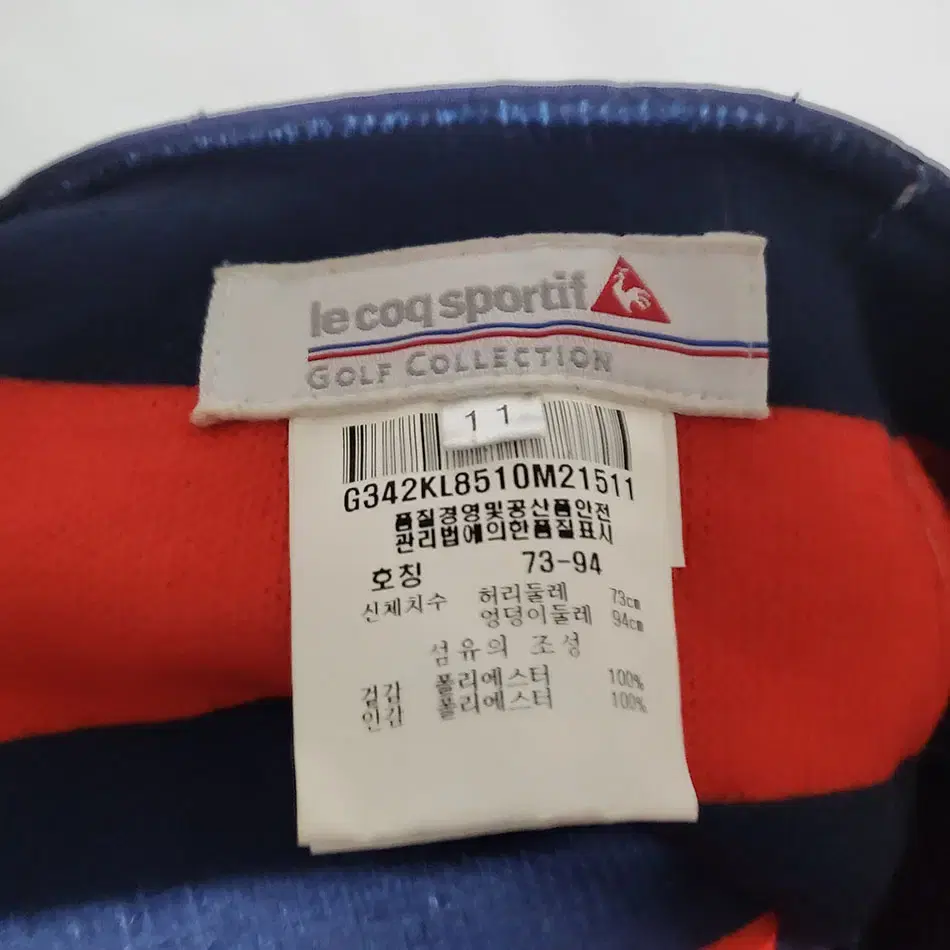 le coq sportif
GOLF COLLECTION
11
G342KL8510M21511
품질경영및공산품안전
관리법에의한품질표시
호칭 73-94
신체치수 허리둘레 73cm
엉덩이둘레 94cm
섬유의 조성
겉감 폴리에스터 100%
안감 폴리에스터 100%